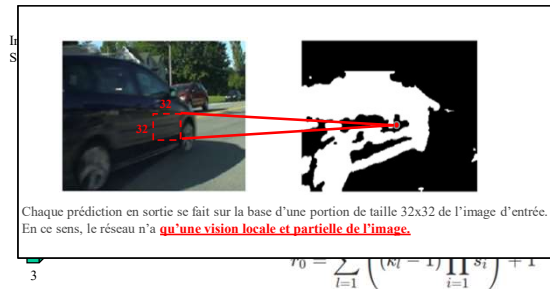 32
32
Chaque prédiction en sortie se fait sur la base d'une portion de taille 32x32 de l'image d'entrée.
En ce sens, le réseau n'a qu'une vision locale et partielle de l'image.
3